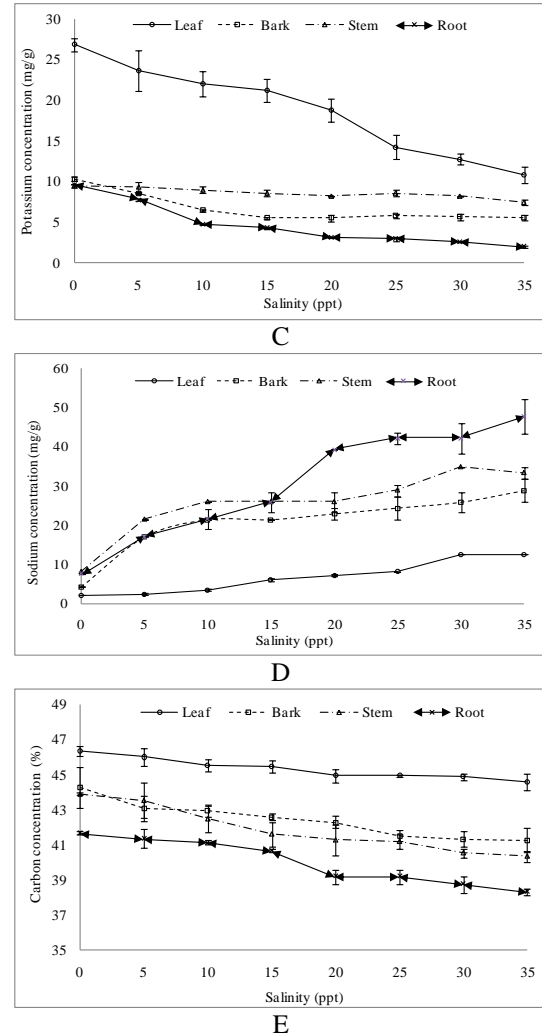 30
25
20
15
10
5
0
Potassium concentration (mg/g)
Leaf Bark Stem Root
0 5 10 15 20 25 30 35
Salinity (ppt)
C
60
50
40
30
20
10
0
Sodium concentration (mg/g)
Leaf Bark Stem Root
0 5 10 15 20 25 30 35
Salinity (ppt)
D
49
47
45
43
41
39
37
35
Carbon concentration (%)
Leaf Bark Stem Root
0 5 10 15 20 25 30 35
Salinity (ppt)
E